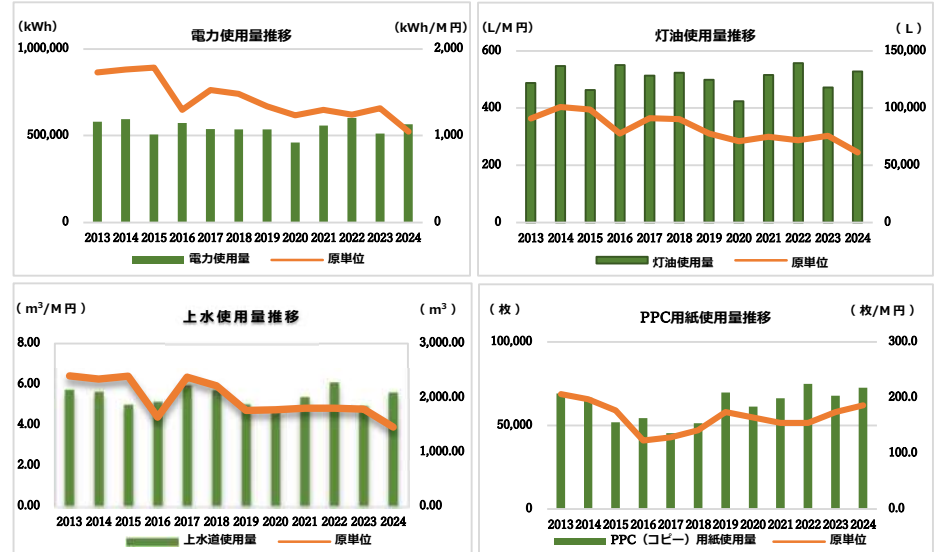 (kWh)
電力使用量推移
(kWh/M円)
1,000,000
500,000
0
2,000
1,000
0
2013 2014 2015 2016 2017 2018 2019 2020 2021 2022 2023 2024
電力使用量 原単位
(L/M円)
灯油使用量推移
( L )
600
400
200
0
150,000
100,000
50,000
0
2013 2014 2015 2016 2017 2018 2019 2020 2021 2022 2023 2024
灯油使用量 原単位
( m³/M円)
上水使用量推移
( m³ )
8.00
6.00
4.00
2.00
0.00
3,000.00
2,000.00
1,000.00
0.00
2013 2014 2015 2016 2017 2018 2019 2020 2021 2022 2023 2024
上水道使用量 原単位
( 枚 )
PPC用紙使用量推移
( 枚/M円)
100,000
50,000
0
300.0
200.0
100.0
0.0
2013 2014 2015 2016 2017 2018 2019 2020 2021 2022 2023 2024
PPC（コピー）用紙使用量 原単位